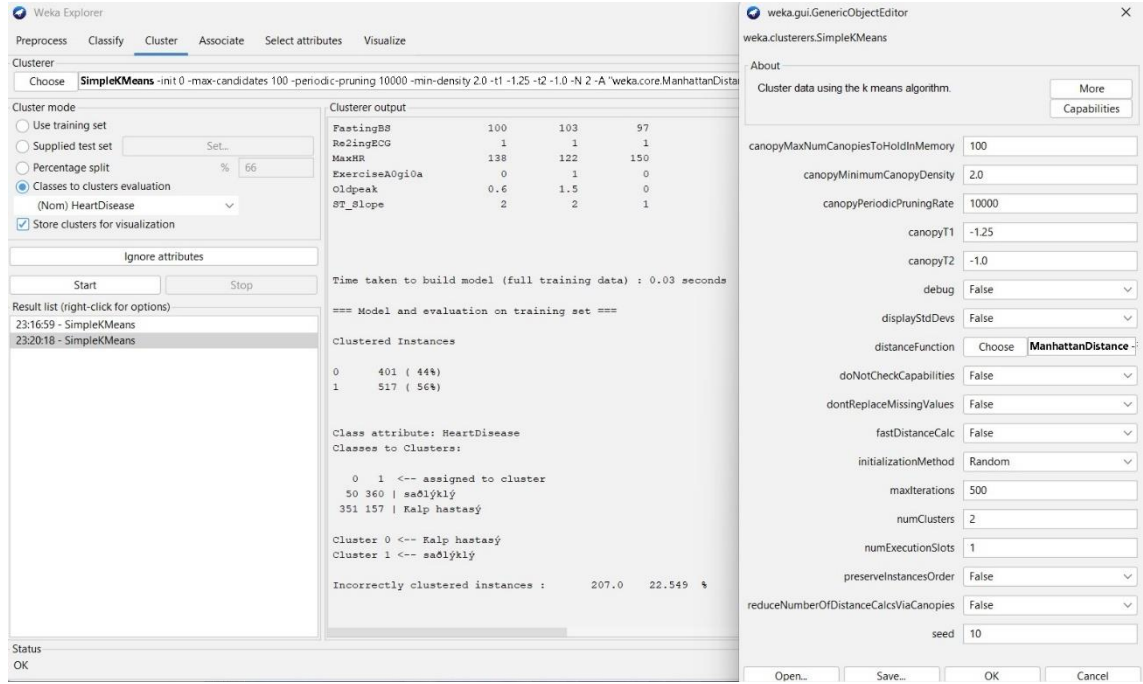 Weka Explorer
Preprocess Classify Cluster Associate Select attributes Visualize
Clusterer
Choose SimpleKMeans -init 0 -max-candidates 100 -periodic-pruning 10000 -min-density 2.0 -t1 -1.25 -t2 -1.0 -N 2 -A "weka.core.ManhattanDistan
Cluster mode
Use training set
Supplied test set Set...
Percentage split % 66
Classes to clusters evaluation
(Nom) HeartDisease
Store clusters for visualization
Ignore attributes
Start Stop
Result list (right-click for options)
23:16:59 - SimpleKMeans
23:20:18 - SimpleKMeans
Clusterer output
FastingBS 100 103 97
Re2ingECG 1 1 1
MaxHR 138 122 150
ExerciseA0gi0a 0 1 0
Oldpeak 0.6 1.5 0
ST_Slope 2 2 1
Time taken to build model (full training data) : 0.03 seconds
=== Model and evaluation on training set ===
Clustered Instances
0 401 ( 44%)
1 517 ( 56%)
Class attribute: HeartDisease
Classes to Clusters:
0 1 <-- assigned to cluster
50 360 | saðlýklý
351 157 | Kalp hastasý
Cluster 0 <-- Kalp hastasý
Cluster 1 <-- saðlýklý
Incorrectly clustered instances : 207.0 22.549 %
Status
OK
weka.gui.GenericObjectEditor
weka.clusterers.SimpleKMeans
About
Cluster data using the k means algorithm.
More
Capabilities
canopyMaxNumCanopiesToHoldInMemory 100
canopyMinimumCanopyDensity 2.0
canopyPeriodicPruningRate 10000
canopyT1 -1.25
canopyT2 -1.0
debug False
displayStdDevs False
distanceFunction Choose ManhattanDistance -
doNotCheckCapabilities False
dontReplaceMissingValues False
fastDistanceCalc False
initializationMethod Random
maxIterations 500
numClusters 2
numExecutionSlots 1
preserveInstancesOrder False
reduceNumberOfDistanceCalcsViaCanopies False
seed 10
Open... Save... OK Cancel